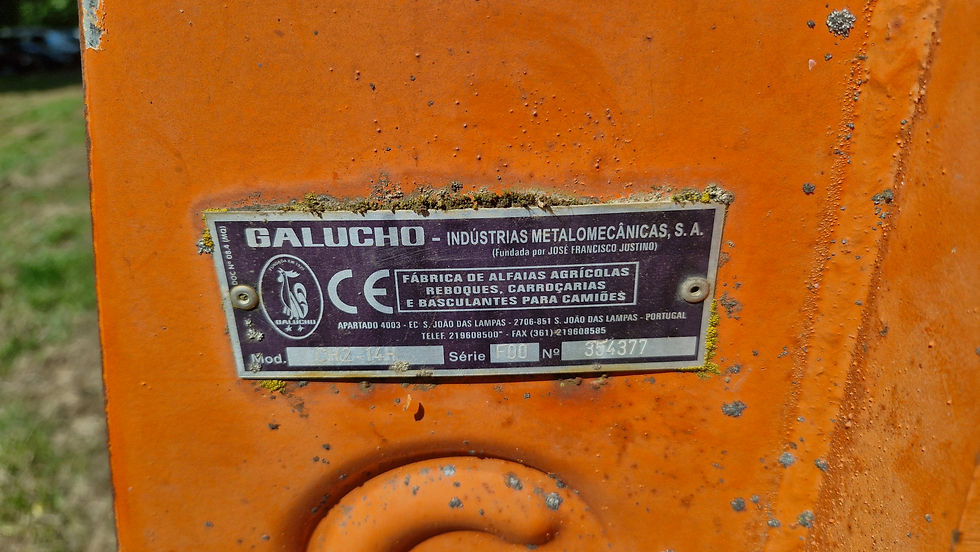 GALUCHO - INDÚSTRIAS METALOMECÂNICAS, S. A.
(Fundada por JOSÉ FRANCISCO JUSTINO)
GALUCHO
CE
FÁBRICA DE ALFAIAS AGRÍCOLAS
REBOQUES, CARROÇARIAS
E BASCULANTES PARA CAMIÕES
APARTADO 4003 - EC S. JOÃO DAS LAMPAS - 2706-851 S. JOÃO DAS LAMPAS - PORTUGAL
TELEF. 219608500 - FAX (361) 219608585
Mod. Série F00 Nº 354377